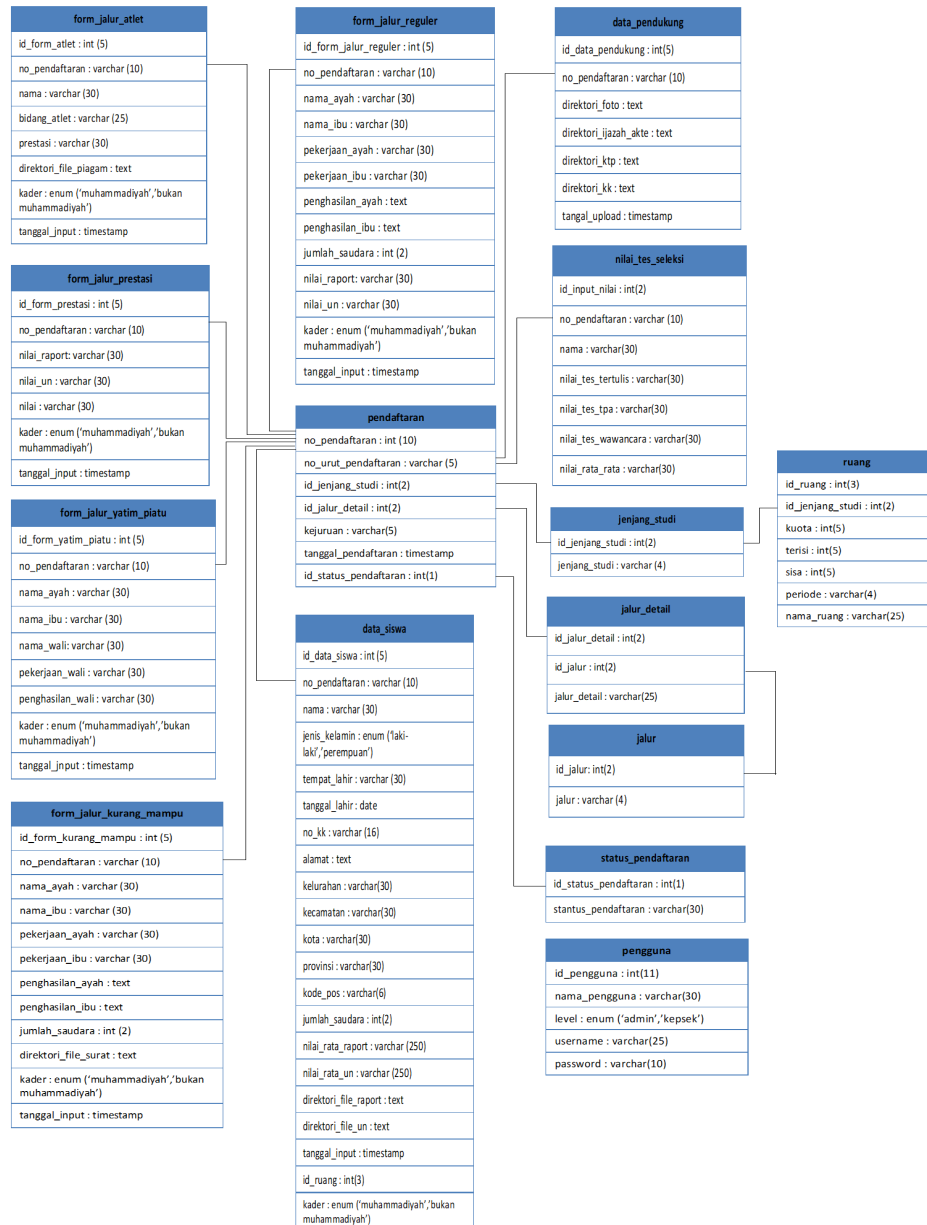 form_jalur_atlet
id_form_atlet : int (5)
no_pendaftaran : varchar (10)
nama : varchar (30)
bidang_atlet : varchar (25)
prestasi : varchar (30)
direktori_file_piagam : text
kader : enum (‘muhammadiyah’,’bukan
muhammadiyah’)
tanggal_jnput : timestamp
form_jalur_prestasi
id_form_prestasi : int (5)
no_pendaftaran : varchar (10)
nilai_raport: varchar (30)
nilai_un : varchar (30)
nilai : varchar (30)
kader : enum (‘muhammadiyah’,’bukan
muhammadiyah’)
tanggal_jnput : timestamp
form_jalur_yatim_piatu
id_form_yatim_piatu : int (5)
no_pendaftaran : varchar (10)
nama_ayah : varchar (30)
nama_ibu : varchar (30)
nama_wali: varchar (30)
pekerjaan_wali : varchar (30)
penghasilan_wali : varchar (30)
kader : enum (‘muhammadiyah’,’bukan
muhammadiyah’)
tanggal_jnput : timestamp
form_jalur_kurang_mampu
id_form_kurang_mampu : int (5)
no_pendaftaran : varchar (10)
nama_ayah : varchar (30)
nama_ibu : varchar (30)
pekerjaan_ayah : varchar (30)
pekerjaan_ibu : varchar (30)
penghasilan_ayah : text
penghasilan_ibu : text
jumlah_saudara : int (2)
direktori_file_surat : text
kader : enum (‘muhammadiyah’,’bukan
muhammadiyah’)
tanggal_input : timestamp
form_jalur_reguler
id_form_jalur_reguler : int (5)
no_pendaftaran : varchar (10)
nama_ayah : varchar (30)
nama_ibu : varchar (30)
pekerjaan_ayah : varchar (30)
pekerjaan_ibu : varchar (30)
penghasilan_ayah : text
penghasilan_ibu : text
jumlah_saudara : int (2)
nilai_raport: varchar (30)
nilai_un : varchar (30)
kader : enum (‘muhammadiyah’,’bukan
muhammadiyah’)
tanggal_input : timestamp
pendaftaran
no_pendaftaran : int (10)
no_urut_pendaftaran : varchar (5)
id_jenjang_studi : int(2)
id_jalur_detail : int(2)
kejuruan : varchar(5)
tanggal_pendaftaran : timestamp
id_status_pendaftaran : int(1)
data_siswa
id_data_siswa : int (5)
no_pendaftaran : varchar (10)
nama : varchar (30)
jenis_kelamin : enum (‘laki-
laki’,’perempuan’)
tempat_lahir : varchar (30)
tanggal_lahir : date
no_kk : varchar (16)
alamat : text
kelurahan : varchar(30)
kecamatan : varchar(30)
kota : varchar(30)
provinsi : varchar(30)
kode_pos : varchar(6)
jumlah_saudara : int(2)
nilai_rata_raport : varchar (250)
nilai_rata_un : varchar (250)
direktori_file_raport : text
direktori_file_un : text
tanggal_input : timestamp
id_ruang : int(3)
kader : enum (‘muhammadiyah’,’bukan
muhammadiyah’)
data_pendukung
id_data_pendukung : int(5)
no_pendaftaran : varchar (10)
direktori_foto : text
direktori_ijazah_akte : text
direktori_ktp : text
direktori_kk : text
tangal_upload : timestamp
nilai_tes_seleksi
id_input_nilai : int(2)
no_pendaftaran : varchar (10)
nama : varchar(30)
nilai_tes_tertulis : varchar(30)
nilai_tes_tpa : varchar(30)
nilai_tes_wawancara : varchar(30)
nilai_rata_rata : varchar(30)
jenjang_studi
id_jenjang_studi : int(2)
jenjang_studi : varchar (4)
jalur_detail
id_jalur_detail : int(2)
id_jalur : int(2)
jalur_detail : varchar(25)
jalur
id_jalur: int(2)
jalur : varchar (4)
status_pendaftaran
id_status_pendaftaran : int(1)
stantus_pendaftaran : varchar(30)
pengguna
id_pengguna : int(11)
nama_pengguna : varchar(30)
level : enum (‘admin’,’kepsek’)
username : varchar(25)
password : varchar(10)
ruang
id_ruang : int(3)
id_jenjang_studi : int(2)
kuota : int(5)
terisi : int(5)
sisa : int(5)
periode : varchar(4)
nama_ruang : varchar(25)